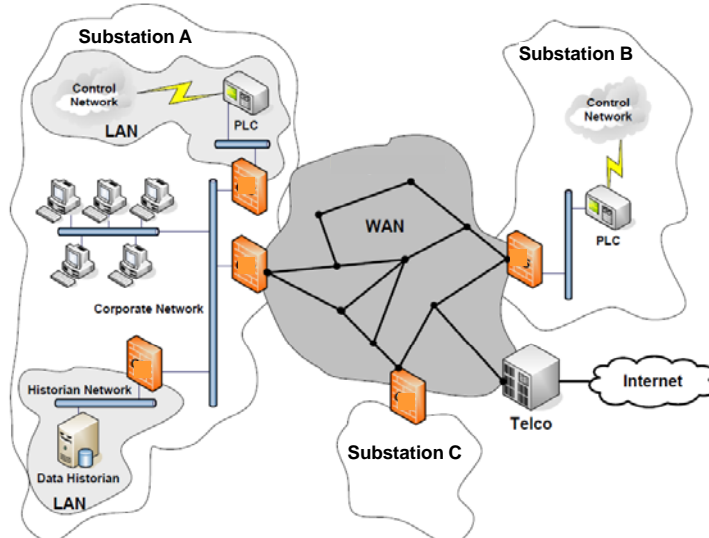 Substation A
Control
Network
LAN
PLC
Corporate Network
Historian Network
Data Historian
LAN
WAN
Substation B
Control
Network
PLC
Substation C
Telco
Internet